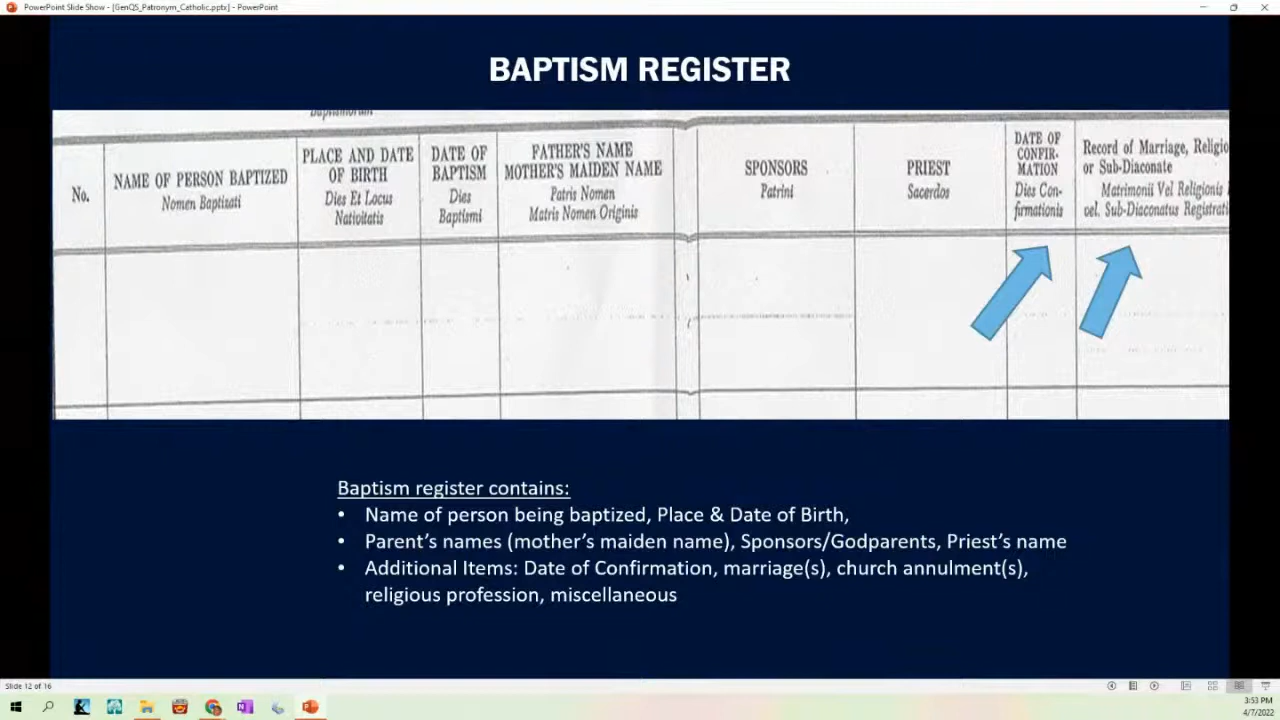 PowerPoint Slide Show - [GenQS_Patronym_Catholic.pptx] - PowerPoint
BAPTISM REGISTER
Baptismorum
No.
NAME OF PERSON BAPTIZED
Nomen Baptisati
PLACE AND DATE
OF BIRTH
Dies Et Locus
Nativitatis
DATE OF
BAPTISM
Dies
Baptismi
FATHER'S NAME
MOTHER'S MAIDEN NAME
Patris Nomen
Matris Nomen Originis
SPONSORS
Patrini
PRIEST
Sacerdos
DATE OF
CONFIR-
MATION
Dies Con-
firmationis
Record of Marriage, Religio
or Sub-Diaconate
Matrimonii Vel Religionis
vel. Sub-Diaconatus Registrati
Baptism register contains:
• Name of person being baptized, Place & Date of Birth,
• Parent's names (mother's maiden name), Sponsors/Godparents, Priest's name
• Additional Items: Date of Confirmation, marriage(s), church annulment(s),
religious profession, miscellaneous
Slide 12 of 16
3:53 PM
4/7/2022